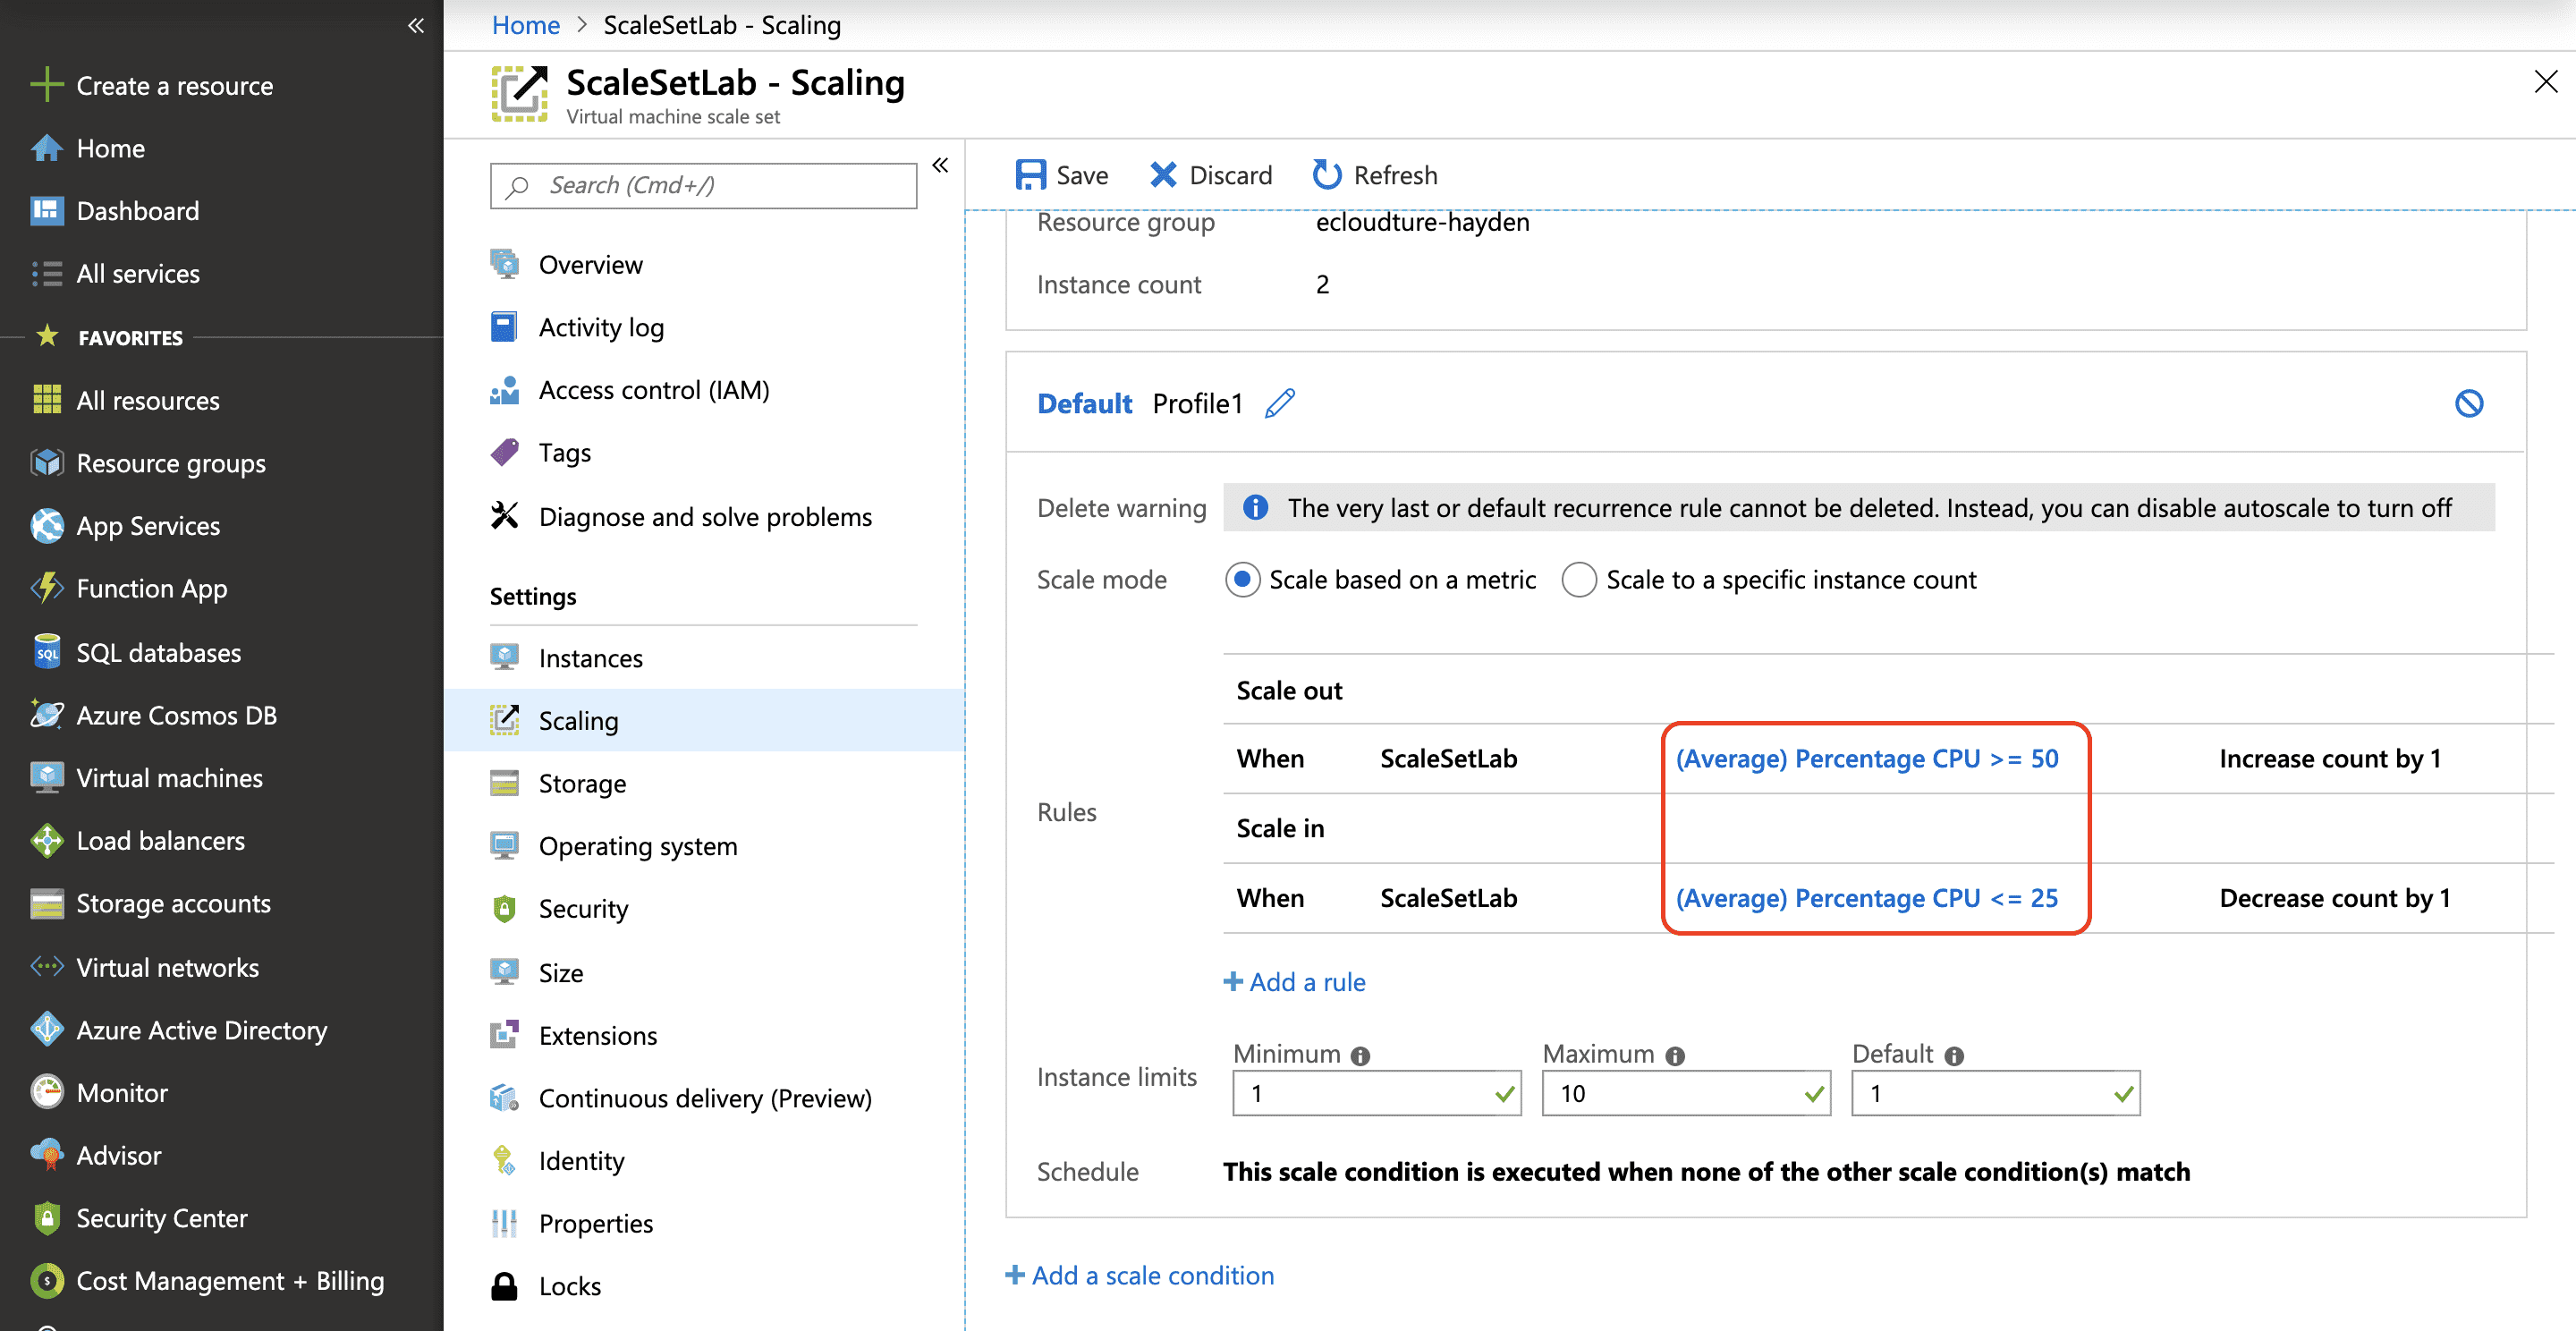 Create a resource
Home
Dashboard
All services
FAVORITES
All resources
Resource groups
App Services
Function App
SQL databases
Azure Cosmos DB
Virtual machines
Load balancers
Storage accounts
Virtual networks
Azure Active Directory
Monitor
Advisor
Security Center
Cost Management + Billing
Home > ScaleSetLab - Scaling
ScaleSetLab - Scaling
Virtual machine scale set
Search (Cmd+/)
Overview
Activity log
Access control (IAM)
Tags
Diagnose and solve problems
Settings
Instances
Scaling
Storage
Operating system
Security
Size
Extensions
Continuous delivery (Preview)
Identity
Properties
Locks
Save Discard Refresh
Resource group ecloudture-hayden
Instance count 2
Default Profile1
Delete warning The very last or default recurrence rule cannot be deleted. Instead, you can disable autoscale to turn off
Scale mode Scale based on a metric Scale to a specific instance count
Rules
Scale out
When ScaleSetLab (Average) Percentage CPU >= 50 Increase count by 1
Scale in
When ScaleSetLab (Average) Percentage CPU <= 25 Decrease count by 1
+ Add a rule
Instance limits
Minimum Maximum Default
1 10 1
Schedule This scale condition is executed when none of the other scale condition(s) match
+ Add a scale condition